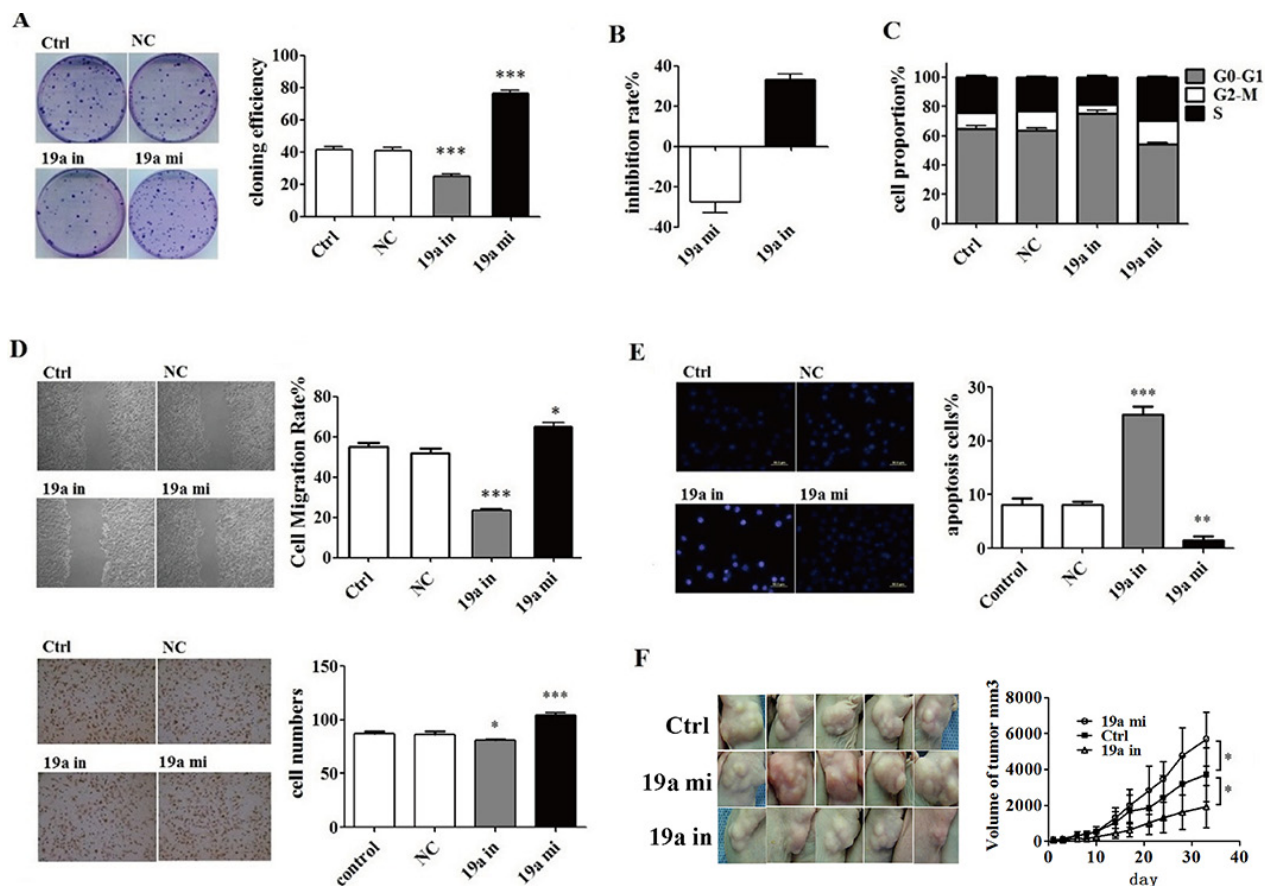 A
Ctrl
NC
19a in
19a mi
cloning efficiency
100
80
60
40
20
0
***
***
Ctrl
NC
19a in
19a mi
B
inhibition rate%
40
20
0
-20
-40
19a mi
19a in
C
cell proportion%
100
80
60
40
20
0
G0-G1
G2-M
S
Ctrl
NC
19a in
19a mi
D
Ctrl
NC
19a in
19a mi
Cell Migration Rate%
80
60
40
20
0
***
*
Ctrl
NC
19a in
19a mi
Ctrl
NC
19a in
19a mi
cell numbers
150
100
50
0
*
***
control
NC
19a in
19a mi
E
Ctrl
NC
19a in
19a mi
apoptosis cells%
30
20
10
0
***
**
Control
NC
19a in
19a mi
F
Ctrl
19a mi
19a in
Volume of tumor mm3
8000
6000
4000
2000
0
19a mi
Ctrl
19a in
*
*
0
10
20
30
40
day